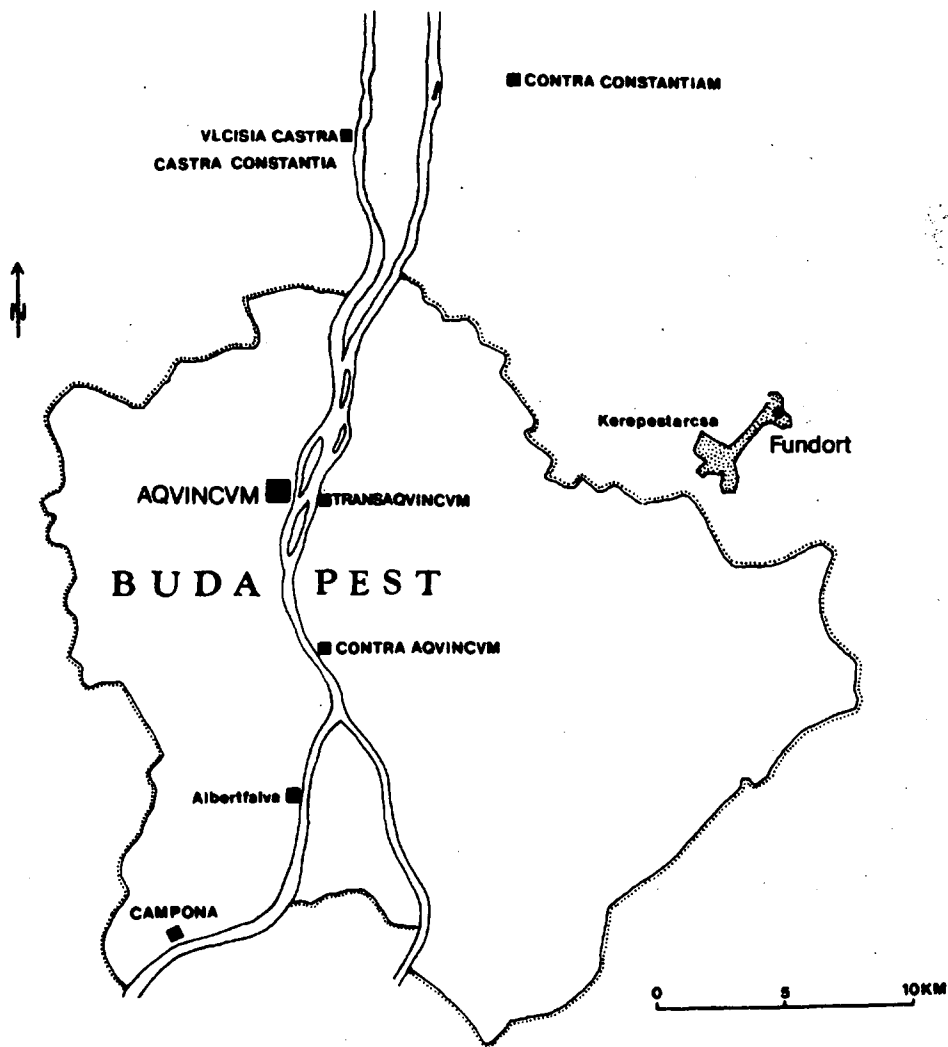 CONTRA CONSTANTIAM
VLCISIA CASTRA
CASTRA CONSTANTIA
N
Kerepestarcsa
Fundort
AQVINCVM
TRANSAQVINCVM
BUDA PEST
CONTRA AQVINCVM
Albertfalva
CAMPONA
0 5 10KM